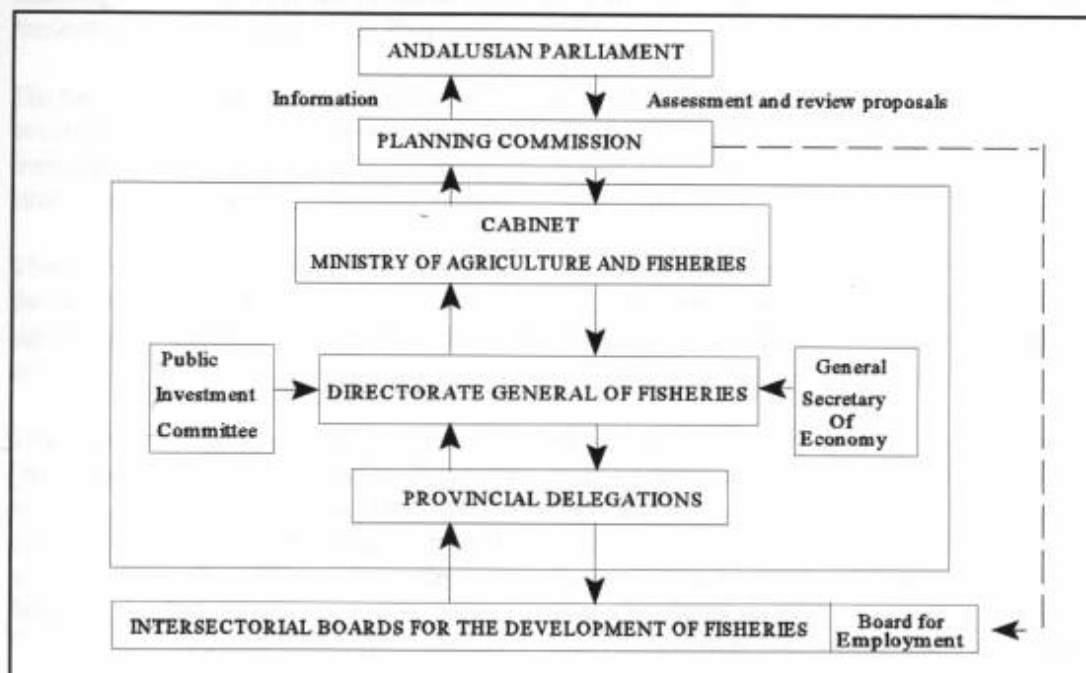 ANDALUSIAN PARLIAMENT
Information
Assessment and review proposals
PLANNING COMMISSION
CABINET
MINISTRY OF AGRICULTURE AND FISHERIES
Public
Investment
Committee
DIRECTORATE GENERAL OF FISHERIES
General
Secretary
Of
Economy
PROVINCIAL DELEGATIONS
INTERSECTORIAL BOARDS FOR THE DEVELOPMENT OF FISHERIES
Board for
Employment